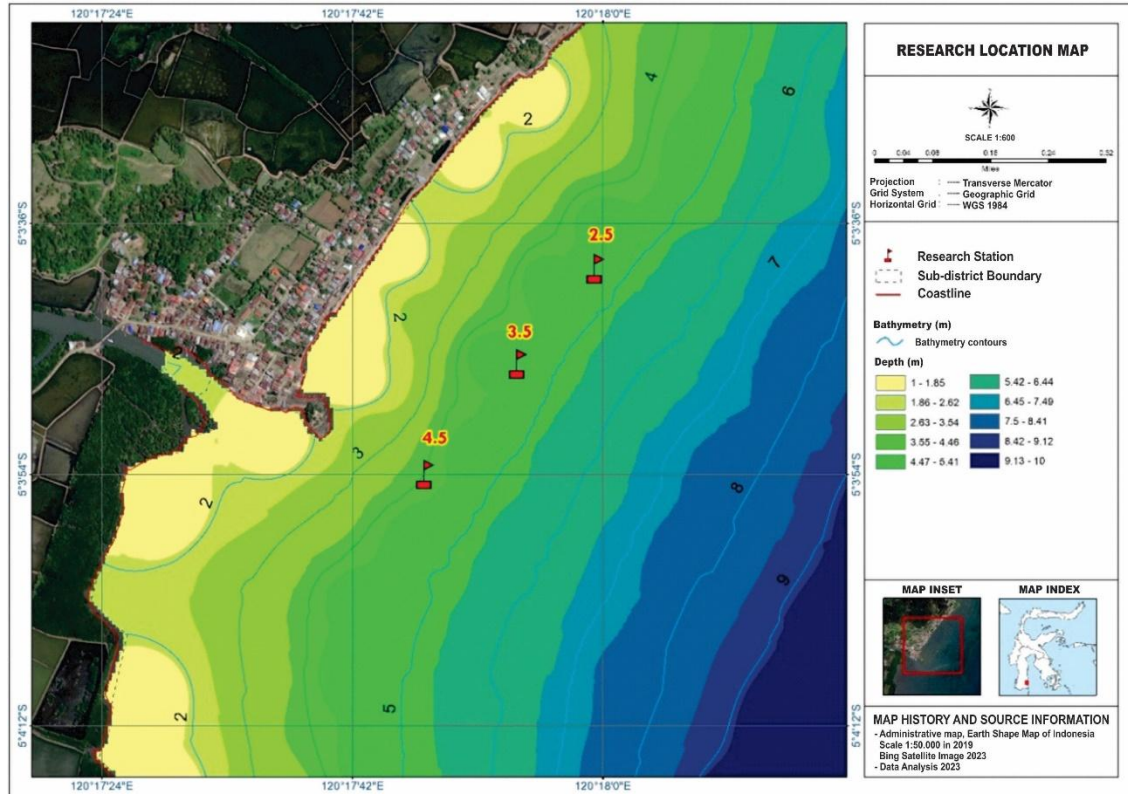 120°17'24"E
120°17'42"E
120°18'0"E
5°3'36"S
5°3'54"S
5°4'12"S
4
6
2
2.5
7
2
3.5
2
4.5
3
2
8
9
5
2
5°3'36"S
5°3'54"S
5°4'12"S
120°17'24"E
120°17'42"E
120°18'0"E
RESEARCH LOCATION MAP
SCALE 1:600
0 0.04 0.08 0.16 0.24 0.32
Miles
Projection : Transverse Mercator
Grid System . Geographic Grid
Horizontal Grid : WGS 1984
Research Station
Sub-district Boundary
Coastline
Bathymetry (m)
Bathymetry contours
Depth (m)
1 - 1.85
1.86 - 2.62
2.63 - 3.54
3.55 - 4.46
4.47 - 5.41
5.42 - 6.44
6.45 - 7.49
7.5 - 8.41
8.42 - 9.12
9.13 - 10
MAP INSET
MAP INDEX
MAP HISTORY AND SOURCE INFORMATION
- Administrative map, Earth Shape Map of Indonesia
Scale 1:50.000 in 2019
Bing Satellite Image 2023
- Data Analysis 2023